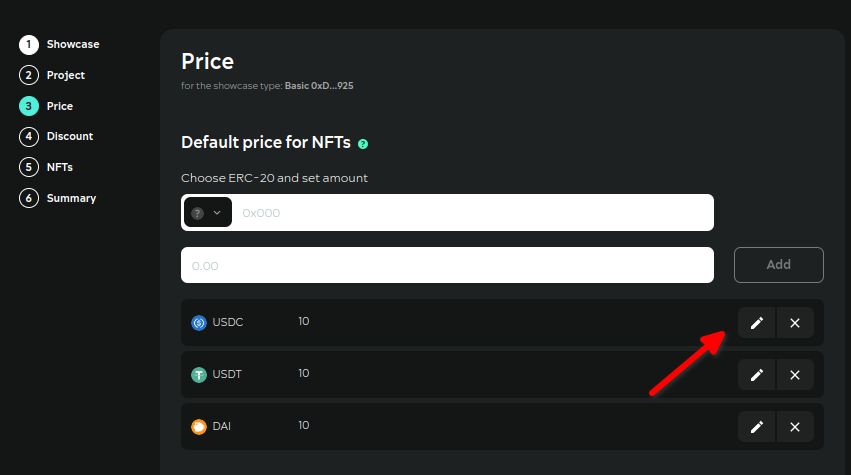 1 Showcase
2 Project
3 Price
4 Discount
5 NFTs
6 Summary
Price
for the showcase type: Basic 0xD...925
Default price for NFTs ?
Choose ERC-20 and set amount
? 0x000
0.00
Add
USDC 10
USDT 10
DAI 10